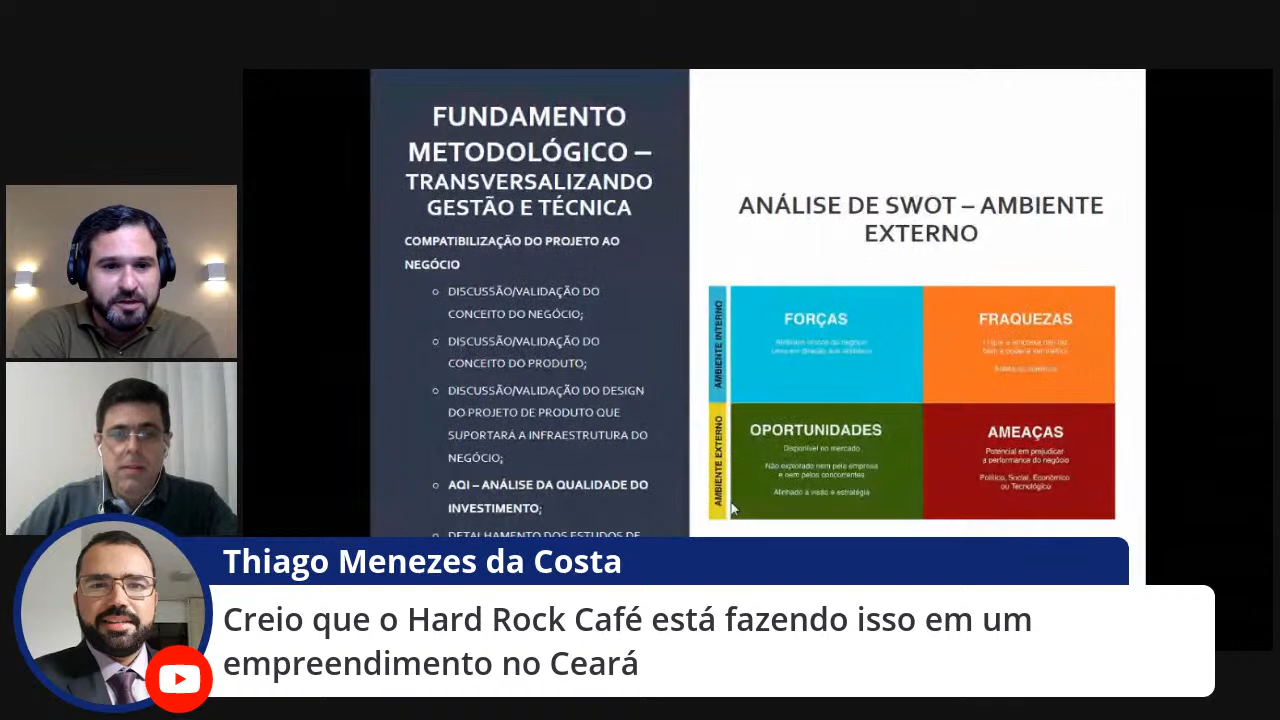 FUNDAMENTO
METODOLÓGICO –
TRANSVERSALIZANDO
GESTÃO E TÉCNICA
COMPATIBILIZAÇÃO DO PROJETO AO
NEGÓCIO
DISCUSSÃO/VALIDAÇÃO DO
CONCEITO DO NEGÓCIO;
DISCUSSÃO/VALIDAÇÃO DO
CONCEITO DO PRODUTO;
DISCUSSÃO/VALIDAÇÃO DO DESIGN
DO PROJETO DE PRODUTO QUE
SUPORTARÁ A INFRAESTRUTURA DO
NEGÓCIO;
AQI – ANÁLISE DA QUALIDADE DO
INVESTIMENTO;
DETALHAMENTO DOS ESTUDOS DE
ANÁLISE DE SWOT – AMBIENTE
EXTERNO
AMBIENTE INTERNO
FORÇAS
FRAQUEZAS
AMBIENTE EXTERNO
OPORTUNIDADES
Disponível no mercado
Não explorado nem pela empresa
e nem pelos concorrentes
Alinhado a visão e estratégia
AMEAÇAS
Potencial em prejudicar
a performance do negócio
Político, Social, Econômico
ou Tecnológico
Thiago Menezes da Costa
Creio que o Hard Rock Café está fazendo isso em um
empreendimento no Ceará